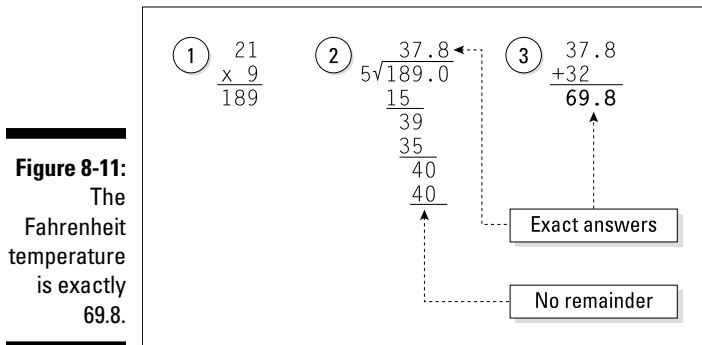 Figure 8-11:
The
Fahrenheit
temperature
is exactly
69.8.
1
21
x 9
189
2
37.8
5√189.0
15
39
35
40
40
3
37.8
+32
69.8
Exact answers
No remainder